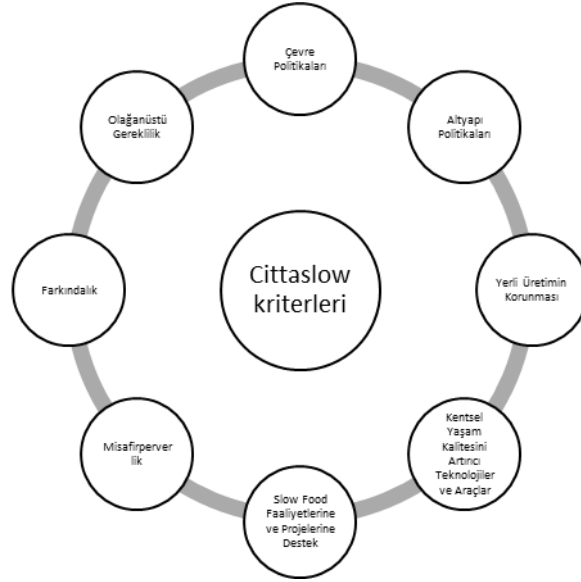 Çevre
Politikaları
Altyapı
Politikaları
Yerli Üretimin
Korunması
Kentsel
Yaşam
Kalitesini
Artırıcı
Teknolojiler
ve Araçlar
Slow Food
Faaliyetlerine
ve Projelerine
Destek
Misafirperver
lik
Farkındalık
Olağanüstü
Gereklilik
Cittaslow
kriterleri